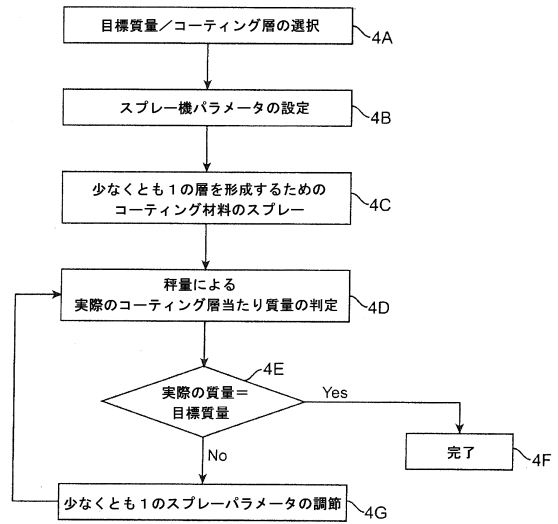 目標質量／コーティング層の選択
4A
スプレー機パラメータの設定
4B
少なくとも１の層を形成するための
コーティング材料のスプレー
4C
秤量による
実際のコーティング層当たり質量の判定
4D
4E
実際の質量＝
目標質量
Yes
No
完了
4F
少なくとも１のスプレーパラメータの調節
4G